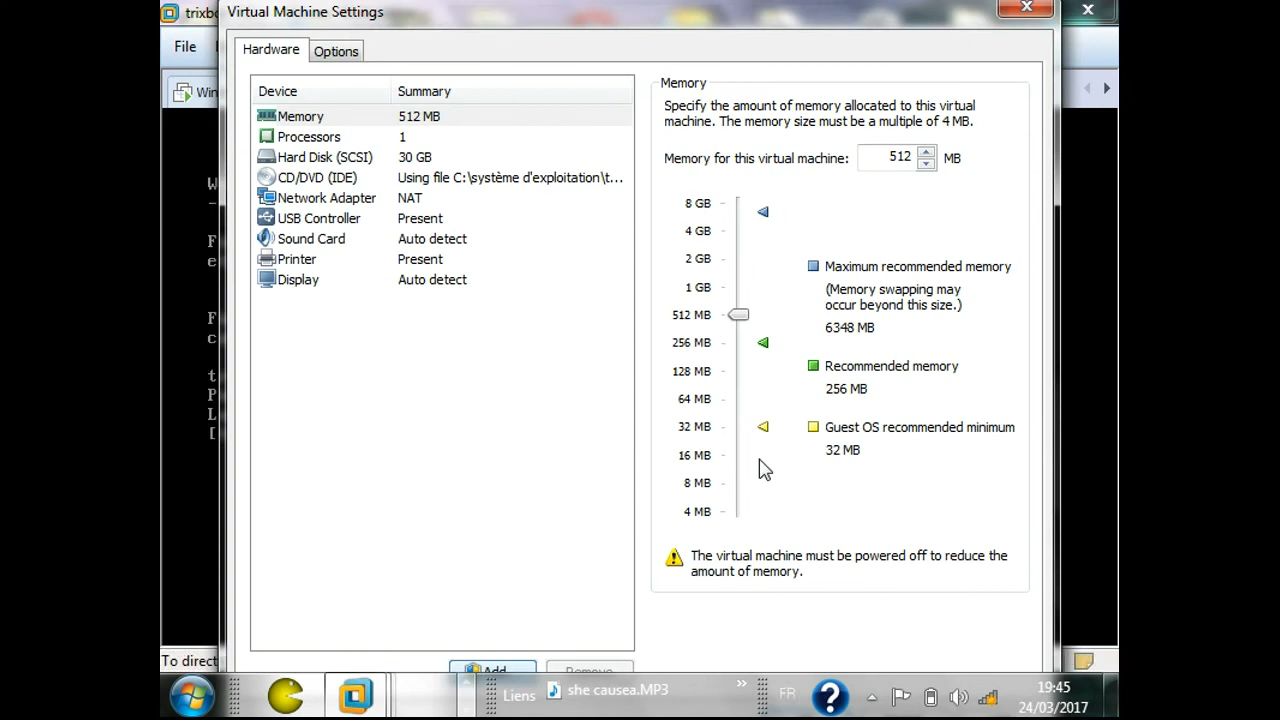 trixbo
Virtual Machine Settings
File
Hardware
Options
Win
Device
Summary
Memory
512 MB
Processors
1
Hard Disk (SCSI)
30 GB
CD/DVD (IDE)
Using file C:\système d'exploitation\t...
Network Adapter
NAT
USB Controller
Present
Sound Card
Auto detect
Printer
Present
Display
Auto detect
Memory
Specify the amount of memory allocated to this virtual
machine. The memory size must be a multiple of 4 MB.
Memory for this virtual machine:
512
MB
8 GB
4 GB
2 GB
1 GB
512 MB
256 MB
128 MB
64 MB
32 MB
16 MB
8 MB
4 MB
Maximum recommended memory
(Memory swapping may
occur beyond this size.)
6348 MB
Recommended memory
256 MB
Guest OS recommended minimum
32 MB
The virtual machine must be powered off to reduce the
amount of memory.
W
-
F
e
F
c
t
P
L
[
To direct
Add...
Remove
Liens
she causea.MP3
»
FR
?
19:45
24/03/2017